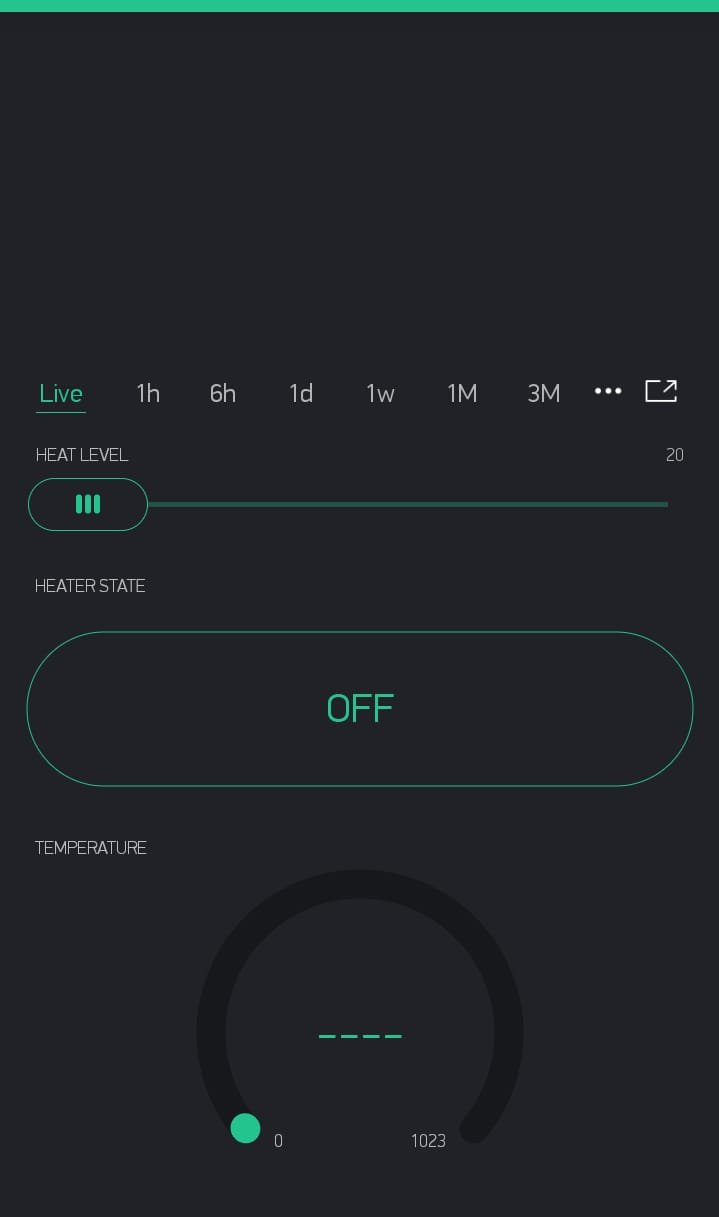 Live 1h 6h 1d 1w 1M 3M •••
HEAT LEVEL 20
HEATER STATE
OFF
TEMPERATURE
----
0 1023